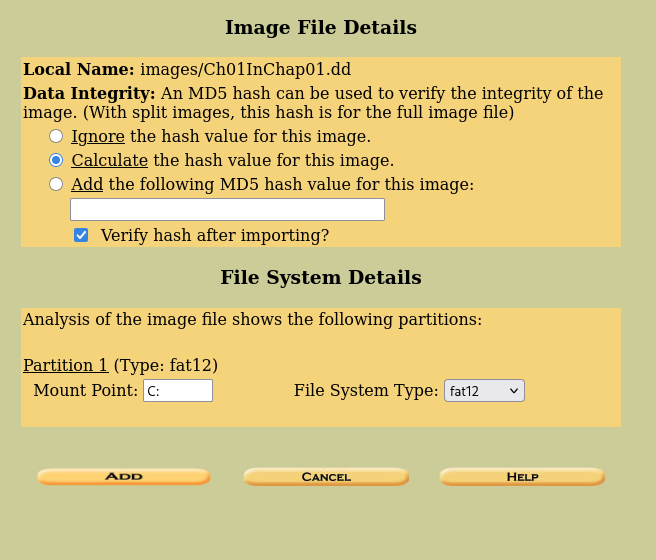 Image File Details
Local Name: images/Ch01InChap01.dd
Data Integrity: An MD5 hash can be used to verify the integrity of the
image. (With split images, this hash is for the full image file)
Ignore the hash value for this image.
Calculate the hash value for this image.
Add the following MD5 hash value for this image:
Verify hash after importing?
File System Details
Analysis of the image file shows the following partitions:
Partition 1 (Type: fat12)
Mount Point: C: File System Type: fat12
ADD CANCEL HELP